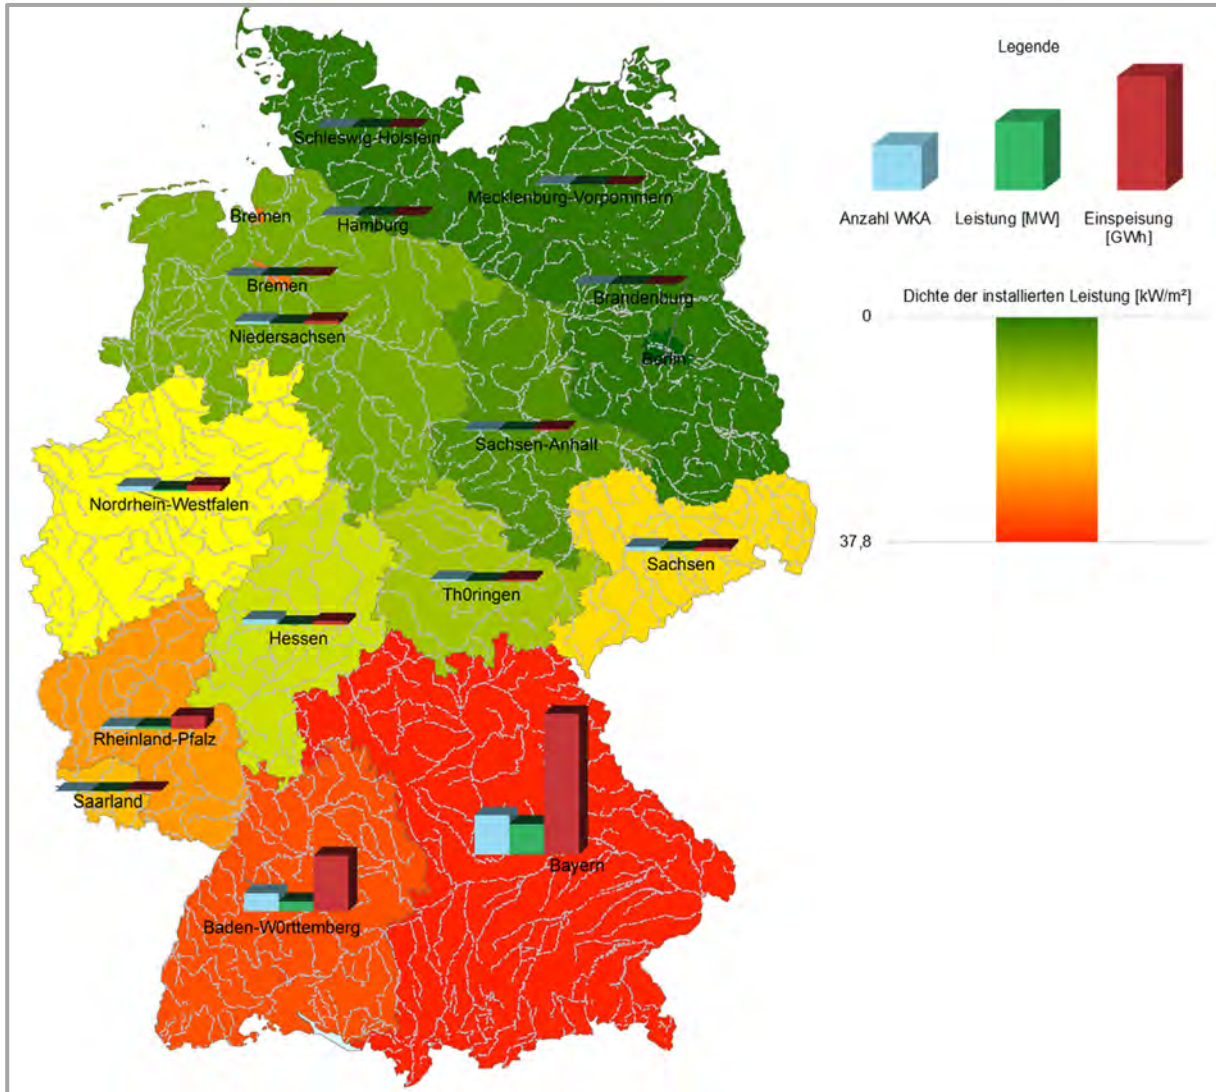 Legende
Anzahl WKA
Leistung [MW]
Einspeisung
[GWh]
Dichte der installierten Leistung [kW/m²]
0
37,8
Schleswig-Holstein
Mecklenburg-Vorpommern
Bremen
Hamburg
Bremen
Brandenburg
Niedersachsen
Berlin
Sachsen-Anhalt
Nordrhein-Westfalen
Sachsen
Th0ringen
Hessen
Rheinland-Pfalz
Saarland
Bayern
Baden-W0rttemberg